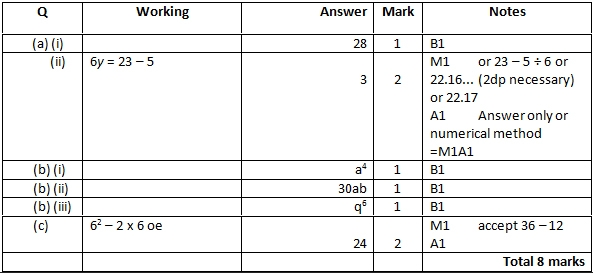 Q Working Answer Mark Notes
(a) (i) 28 1 B1
(ii) 6y = 23 – 5 M1 or 23 – 5 ÷ 6 or
3 2 22.16... (2dp necessary)
or 22.17
A1 Answer only or
numerical method
=M1A1
(b) (i) a⁴ 1 B1
(b) (ii) 30ab 1 B1
(b) (iii) q⁶ 1 B1
(c) 6² – 2 x 6 oe M1 accept 36 – 12
24 2 A1
Total 8 marks